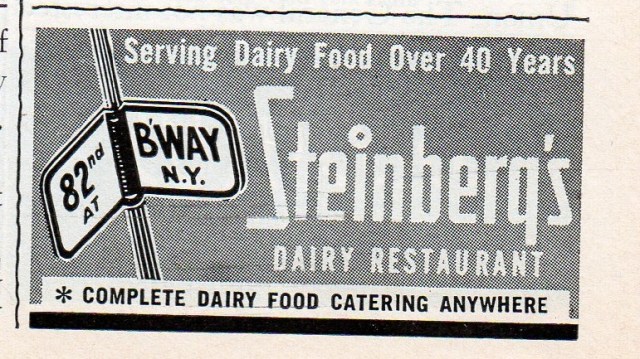 Serving Dairy Food Over 40 Years
82nd
AT
B'WAY
N.Y.
Steinberg's
DAIRY RESTAURANT
* COMPLETE DAIRY FOOD CATERING ANYWHERE